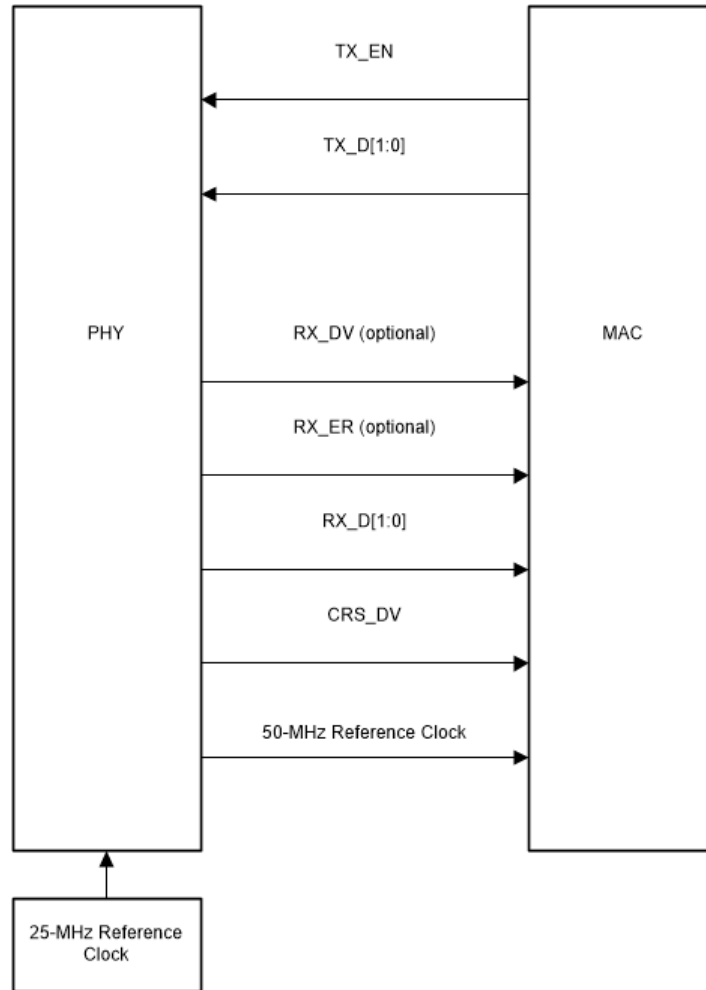 TX_EN
TX_D[1:0]
PHY
RX_DV (optional)
MAC
RX_ER (optional)
RX_D[1:0]
CRS_DV
50-MHz Reference Clock
25-MHz Reference
Clock